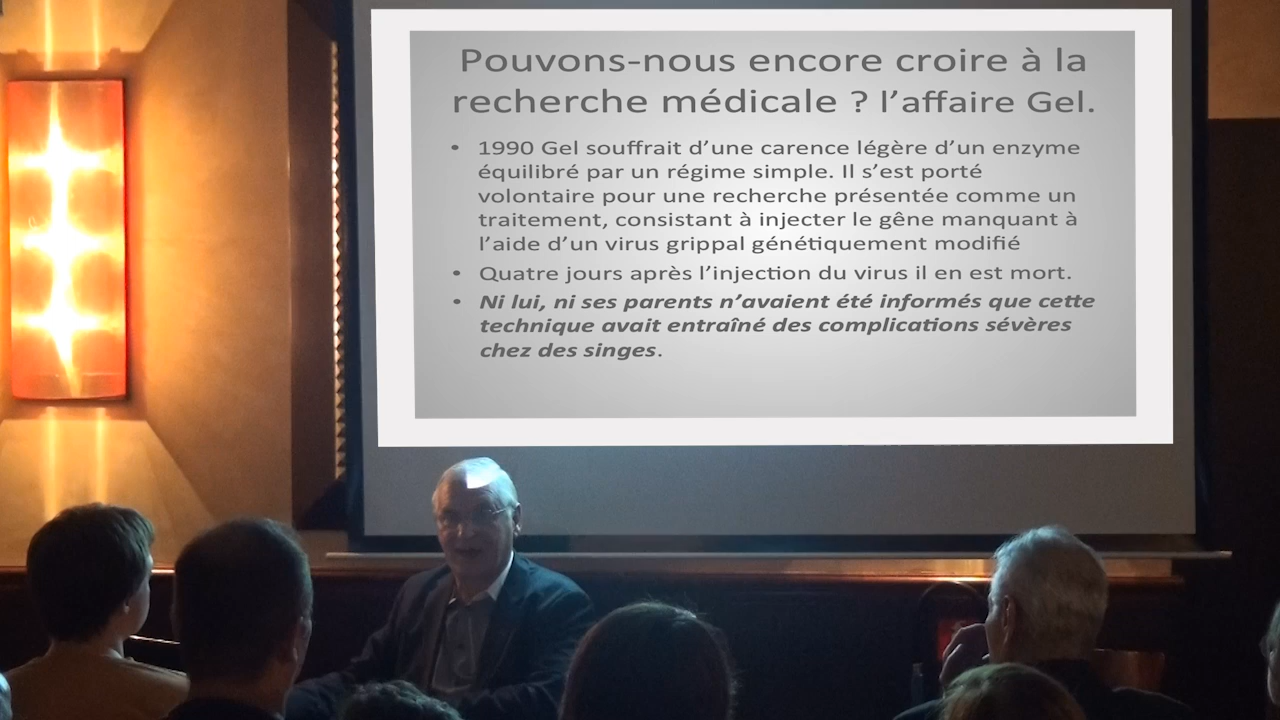 Pouvons-nous encore croire à la
recherche médicale ? l’affaire Gel.
• 1990 Gel souffrait d’une carence légère d’un enzyme
équilibré par un régime simple. Il s’est porté
volontaire pour une recherche présentée comme un
traitement, consistant à injecter le gêne manquant à
l’aide d’un virus grippal génétiquement modifié
• Quatre jours après l’injection du virus il en est mort.
• Ni lui, ni ses parents n’avaient été informés que cette
technique avait entraîné des complications sévères
chez des singes.